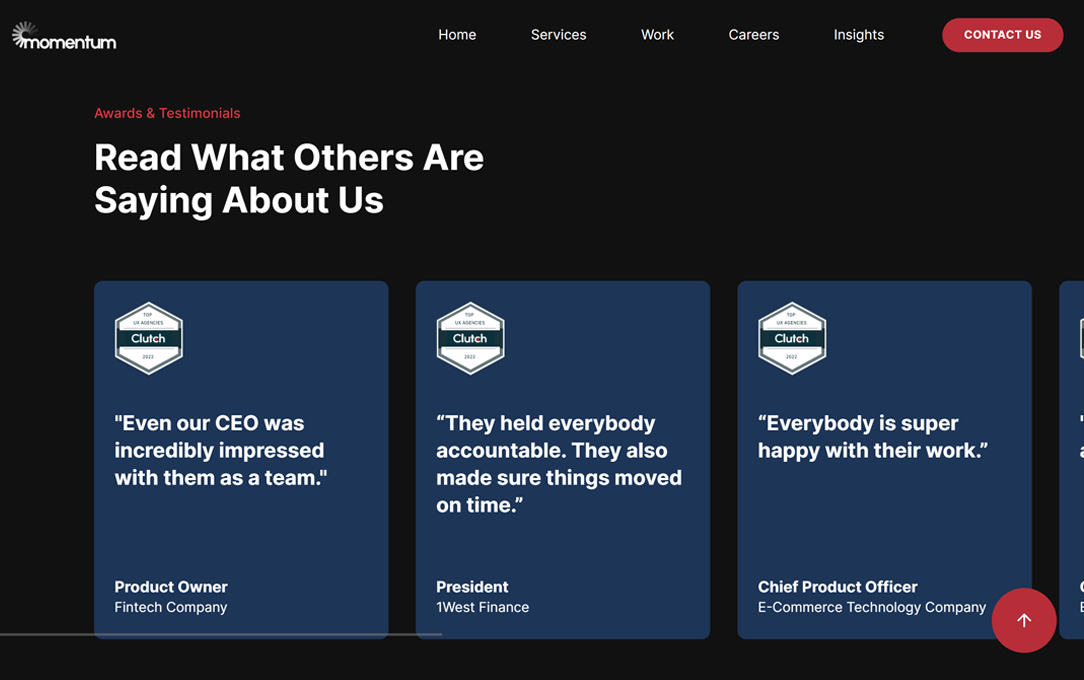 momentum
Home
Services
Work
Careers
Insights
CONTACT US
Awards & Testimonials
Read What Others Are
Saying About Us
TOP
UX AGENCIES
Clutch
2022
"Even our CEO was
incredibly impressed
with them as a team."
Product Owner
Fintech Company
TOP
UX AGENCIES
Clutch
2022
“They held everybody
accountable. They also
made sure things moved
on time.”
President
1West Finance
TOP
UX AGENCIES
Clutch
2022
“Everybody is super
happy with their work.”
Chief Product Officer
E-Commerce Technology Company